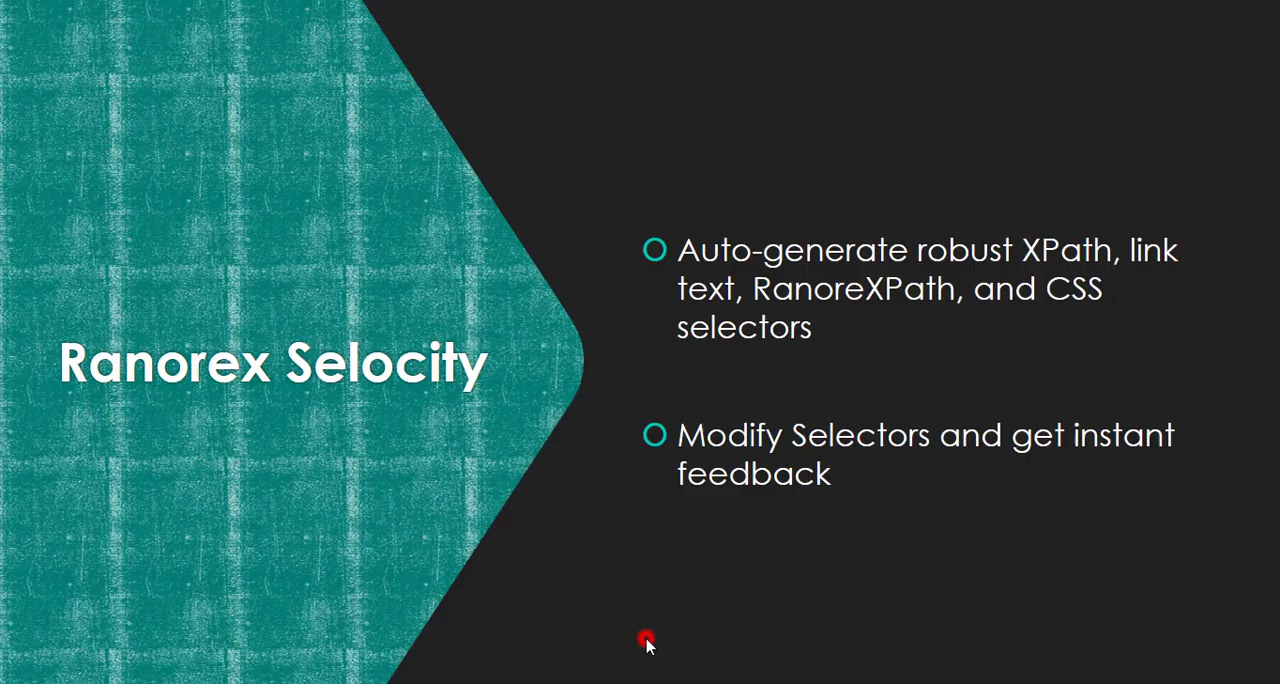 Ranorex Selocity
Auto-generate robust XPath, link
text, RanoreXPath, and CSS
selectors
Modify Selectors and get instant
feedback